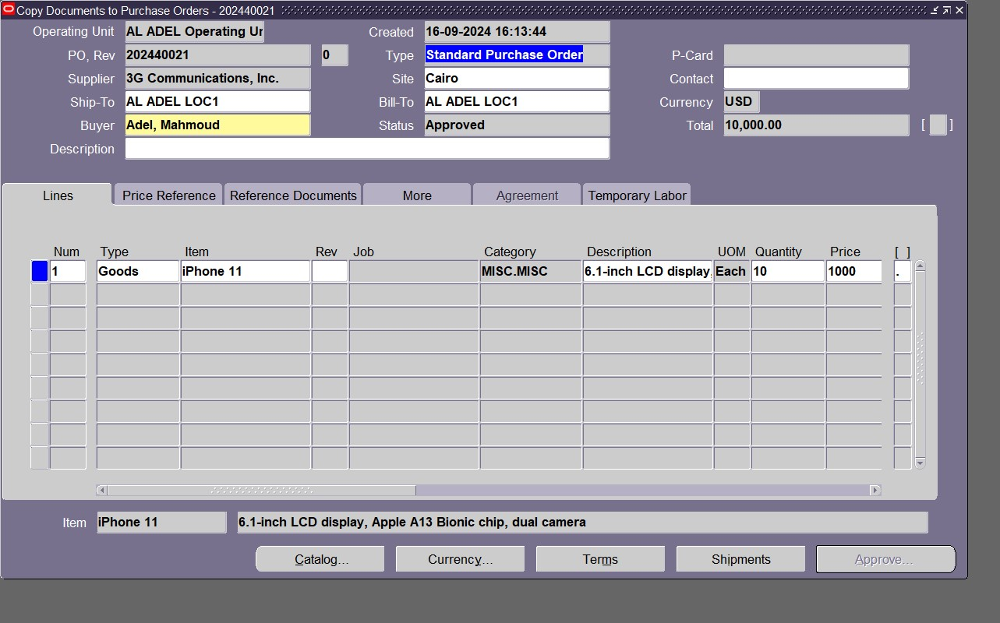 Copy Documents to Purchase Orders - 202440021
Operating Unit AL ADEL Operating Ur Created 16-09-2024 16:13:44
PO, Rev 202440021 0 Type Standard Purchase Order P-Card
Supplier 3G Communications, Inc. Site Cairo Contact
Ship-To AL ADEL LOC1 Bill-To AL ADEL LOC1 Currency USD
Buyer Adel, Mahmoud Status Approved Total 10,000.00 [ ]
Description
Lines Price Reference Reference Documents More Agreement Temporary Labor
Num Type Item Rev Job Category Description UOM Quantity Price [ ]
1 Goods iPhone 11 MISC.MISC 6.1-inch LCD display, Each 10 1000 .
Item iPhone 11 6.1-inch LCD display, Apple A13 Bionic chip, dual camera
Catalog... Currency... Terms Shipments Approve...